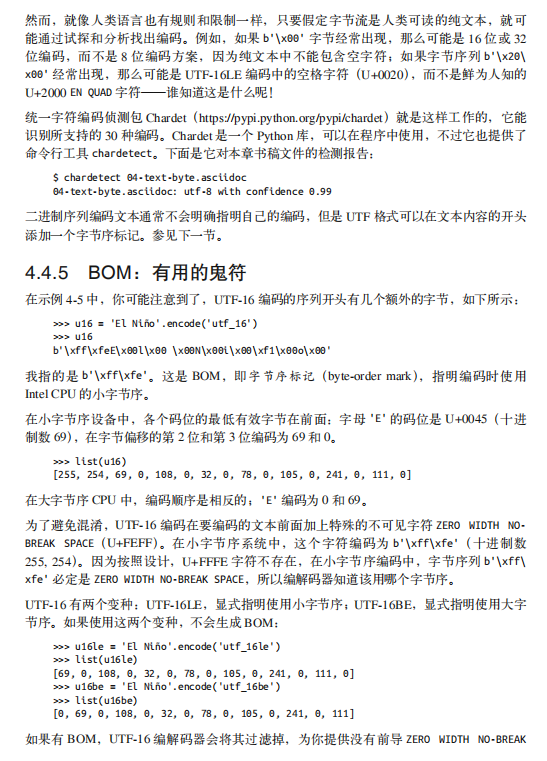 然而，就像人类语言也有规则和限制一样，只要假定字节流是人类可读的纯文本，就可
能通过试探和分析找出编码。例如，如果 b'\x00' 字节经常出现，那么可能是 16 位或 32
位编码，而不是 8 位编码方案，因为纯文本中不能包含空字符；如果字节序列 b'\x20\
x00' 经常出现，那么可能是 UTF-16LE 编码中的空格字符（U+0020），而不是鲜为人知的
U+2000 EN QUAD 字符——谁知道这是什么呢！
统一字符编码侦测包 Chardet（https://pypi.python.org/pypi/chardet）就是这样工作的，它能
识别所支持的 30 种编码。Chardet 是一个 Python 库，可以在程序中使用，不过它也提供了
命令行工具 chardetect。下面是它对本章书稿文件的检测报告：
$ chardetect 04-text-byte.asciidoc
04-text-byte.asciidoc: utf-8 with confidence 0.99
二进制序列编码文本通常不会明确指明自己的编码，但是 UTF 格式可以在文本内容的开头
添加一个字节序标记。参见下一节。
4.4.5 BOM：有用的鬼符
在示例 4-5 中，你可能注意到了，UTF-16 编码的序列开头有几个额外的字节，如下所示：
>>> u16 = 'El Niño'.encode('utf_16')
>>> u16
b'\xff\xfeE\x00l\x00 \x00N\x00i\x00\xf1\x00o\x00'
我指的是 b'\xff\xfe'。这是 BOM，即字节序标记（byte-order mark），指明编码时使用
Intel CPU 的小字节序。
在小字节序设备中，各个码位的最低有效字节在前面：字母 'E' 的码位是 U+0045（十进
制数 69），在字节偏移的第 2 位和第 3 位编码为 69 和 0。
>>> list(u16)
[255, 254, 69, 0, 108, 0, 32, 0, 78, 0, 105, 0, 241, 0, 111, 0]
在大字节序 CPU 中，编码顺序是相反的；'E' 编码为 0 和 69。
为了避免混淆，UTF-16 编码在要编码的文本前面加上特殊的不可见字符 ZERO WIDTH NO-
BREAK SPACE（U+FEFF）。在小字节序系统中，这个字符编码为 b'\xff\xfe'（十进制数
255, 254）。因为按照设计，U+FFFE 字符不存在，在小字节序编码中，字节序列 b'\xff\
xfe' 必定是 ZERO WIDTH NO-BREAK SPACE，所以编解码器知道该用哪个字节序。
UTF-16 有两个变种：UTF-16LE，显式指明使用小字节序；UTF-16BE，显式指明使用大字
节序。如果使用这两个变种，不会生成 BOM：
>>> u16le = 'El Niño'.encode('utf_16le')
>>> list(u16le)
[69, 0, 108, 0, 32, 0, 78, 0, 105, 0, 241, 0, 111, 0]
>>> u16be = 'El Niño'.encode('utf_16be')
>>> list(u16be)
[0, 69, 0, 108, 0, 32, 0, 78, 0, 105, 0, 241, 0, 111]
如果有 BOM，UTF-16 编解码器会将其过滤掉，为你提供没有前导 ZERO WIDTH NO-BREAK